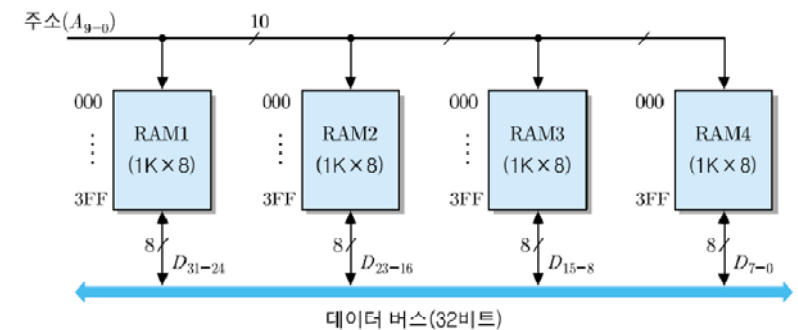 주소(A₉₋₀) 10
000 000 000 000
RAM1 RAM2 RAM3 RAM4
(1K×8) (1K×8) (1K×8) (1K×8)
⋮ ⋮ ⋮
3FF 3FF 3FF 3FF
8 8 8 8
D₃₁₋₂₄ D₂₃₋₁₆ D₁₅₋₈ D₇₋₀
데이터 버스(32비트)